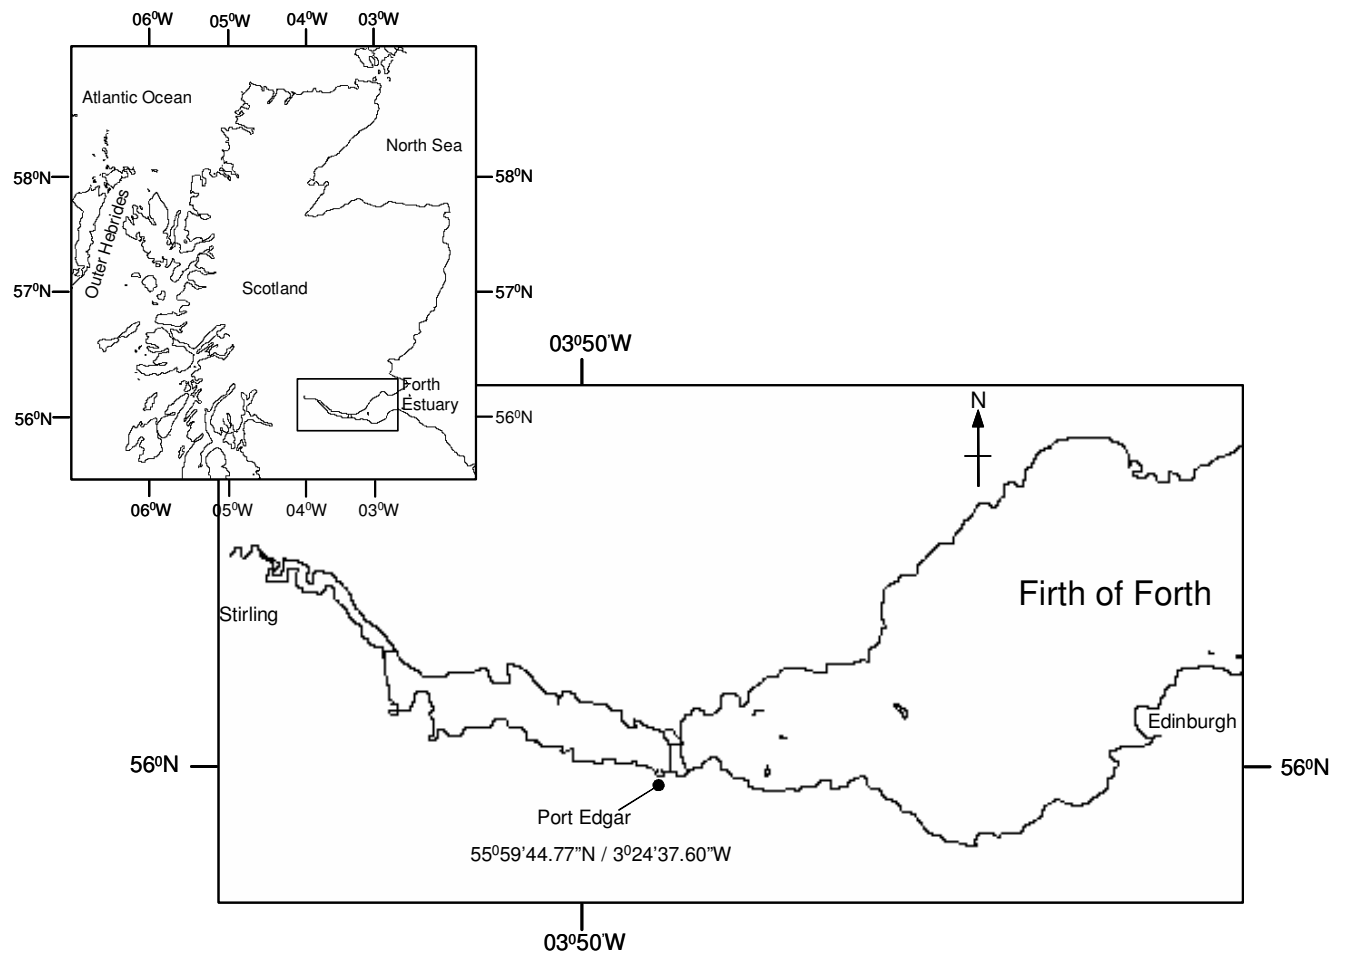 06⁰W 05⁰W 04⁰W 03⁰W
Atlantic Ocean
North Sea
58⁰N 58⁰N
Outer Hebrides
57⁰N 57⁰N
Scotland
03⁰50'W
Forth
Estuary
56⁰N 56⁰N
N
06⁰W 05⁰W 04⁰W 03⁰W
Firth of Forth
Stirling
Edinburgh
56⁰N 56⁰N
Port Edgar
55⁰59'44.77”N / 3⁰24'37.60”W
03⁰50'W